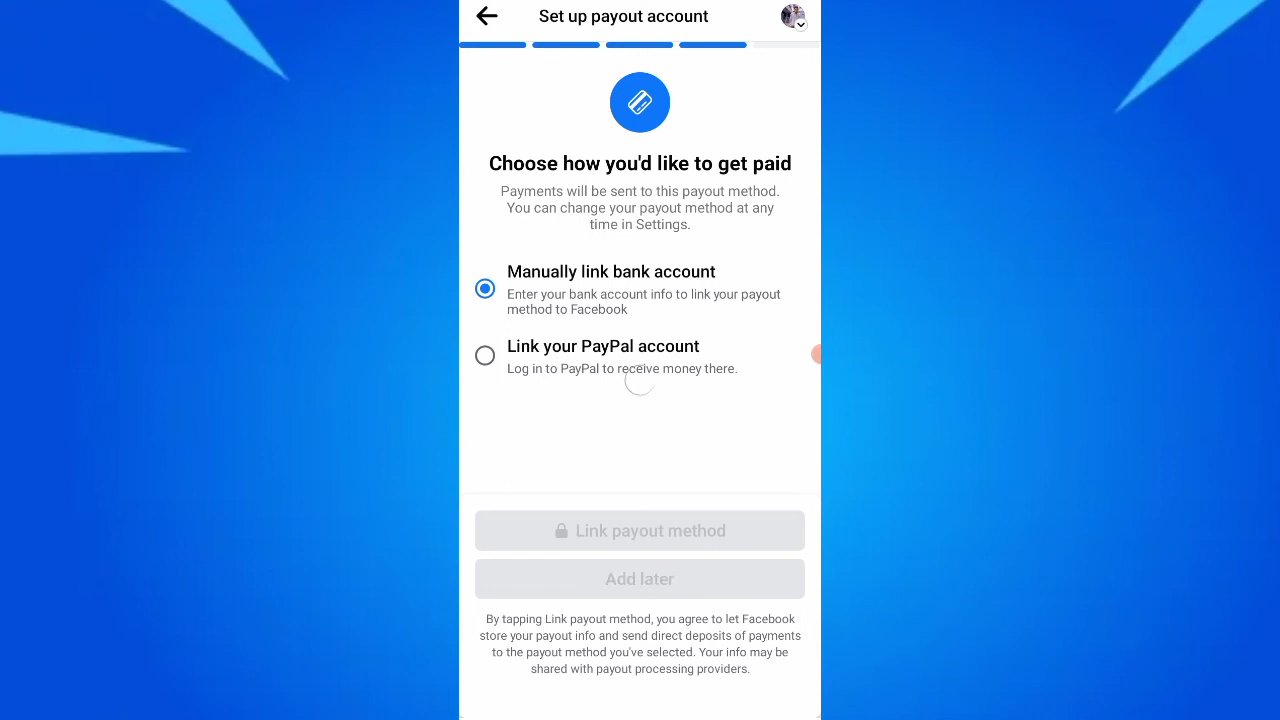 Set up payout account
Choose how you'd like to get paid
Payments will be sent to this payout method.
You can change your payout method at any
time in Settings.
Manually link bank account
Enter your bank account info to link your payout
method to Facebook
Link your PayPal account
Log in to PayPal to receive money there.
Link payout method
Add later
By tapping Link payout method, you agree to let Facebook
store your payout info and send direct deposits of payments
to the payout method you've selected. Your info may be
shared with payout processing providers.